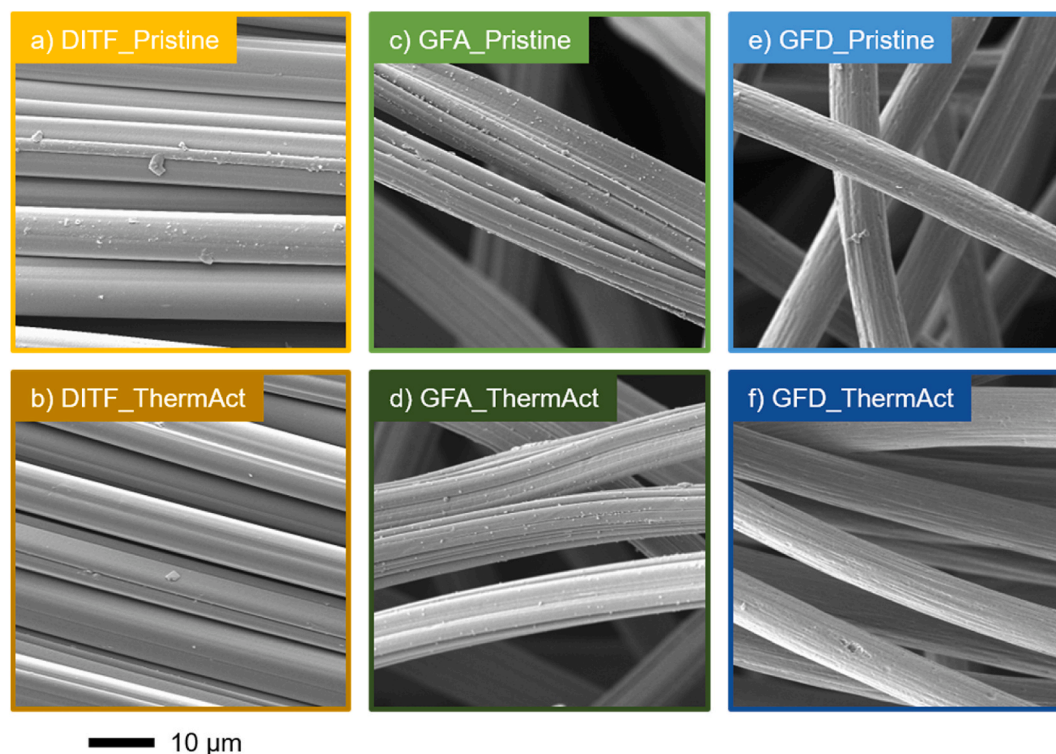 a) DITF_Pristine
c) GFA_Pristine
e) GFD_Pristine
b) DITF_ThermAct
d) GFA_ThermAct
f) GFD_ThermAct
10 µm